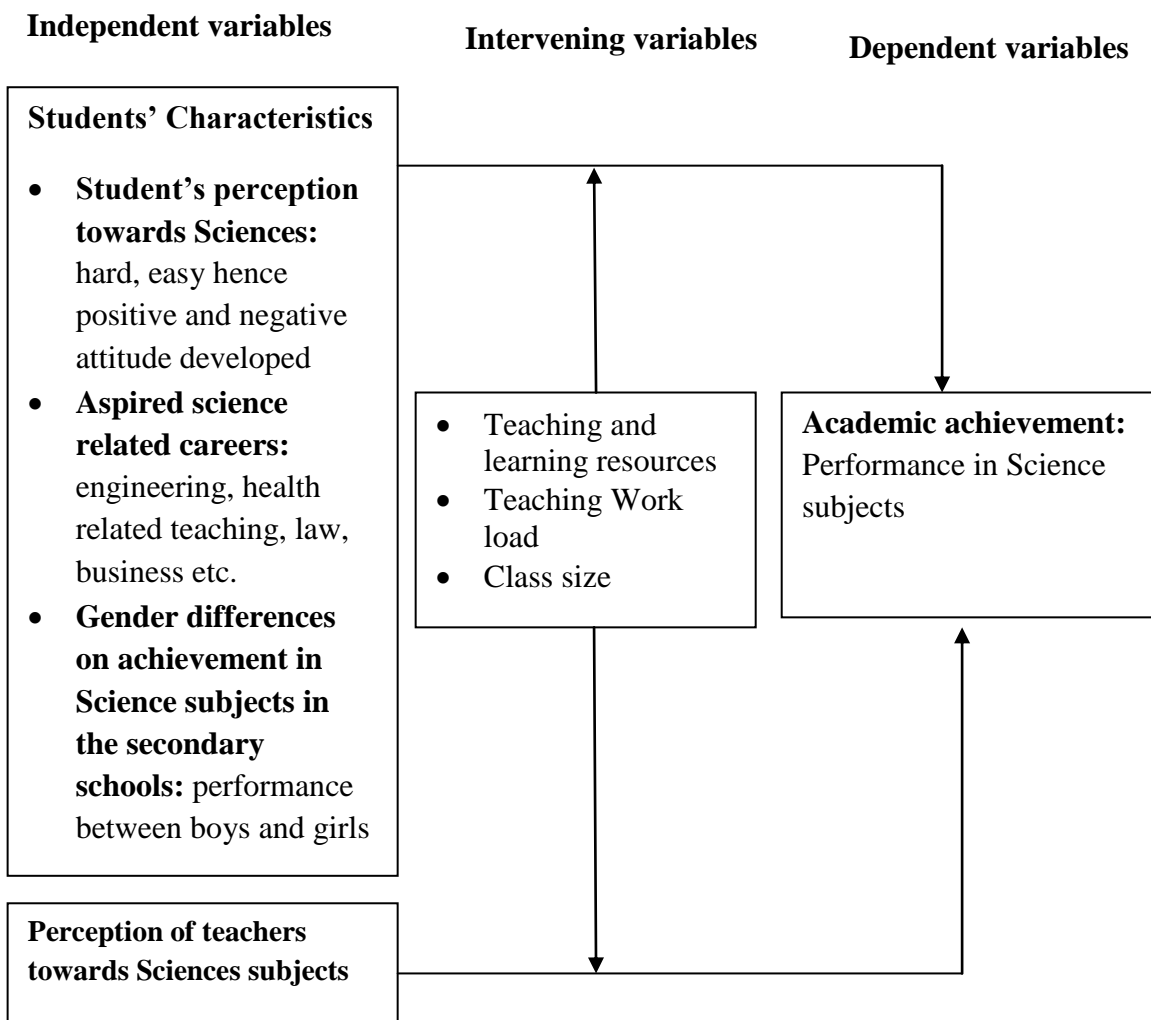 Independent variables
Intervening variables
Dependent variables
Students’ Characteristics
• Student’s perception
towards Sciences:
hard, easy hence
positive and negative
attitude developed
• Aspired science
related careers:
engineering, health
related teaching, law,
business etc.
• Gender differences
on achievement in
Science subjects in
the secondary
schools: performance
between boys and girls
• Teaching and
learning resources
• Teaching Work
load
• Class size
Academic achievement:
Performance in Science
subjects
Perception of teachers
towards Sciences subjects